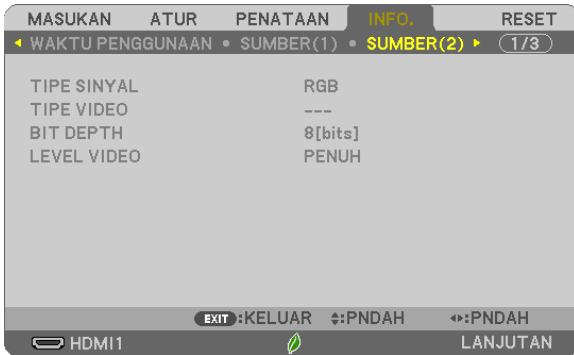 MASUKAN ATUR PENATAAN INFO. RESET
WAKTU PENGGUNAAN • SUMBER(1) • SUMBER(2) 1/3
TIPE SINYAL RGB
TIPE VIDEO ---
BIT DEPTH 8[bits]
LEVEL VIDEO PENUH
EXIT :KELUAR :PNDAH :PNDAH
HDMI1 LANJUTAN